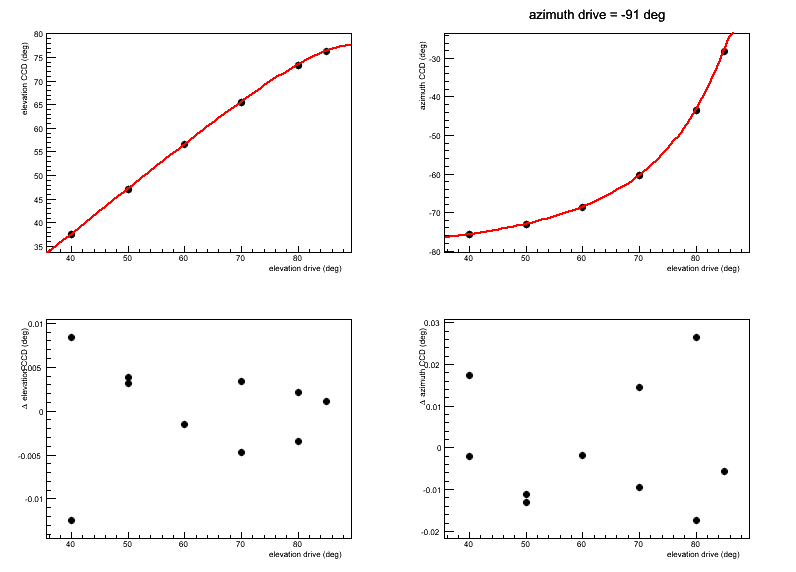 azimuth drive = -91 deg
elevation CCD (deg)
80
75
70
65
60
55
50
45
40
35
40 50 60 70 80
elevation drive (deg)
azimuth CCD (deg)
-30
-40
-50
-60
-70
-80
40 50 60 70 80
elevation drive (deg)
Δ elevation CCD (deg)
0.01
0.005
0
-0.005
-0.01
40 50 60 70 80
elevation drive (deg)
Δ azimuth CCD (deg)
0.03
0.02
0.01
0
-0.01
-0.02
40 50 60 70 80
elevation drive (deg)